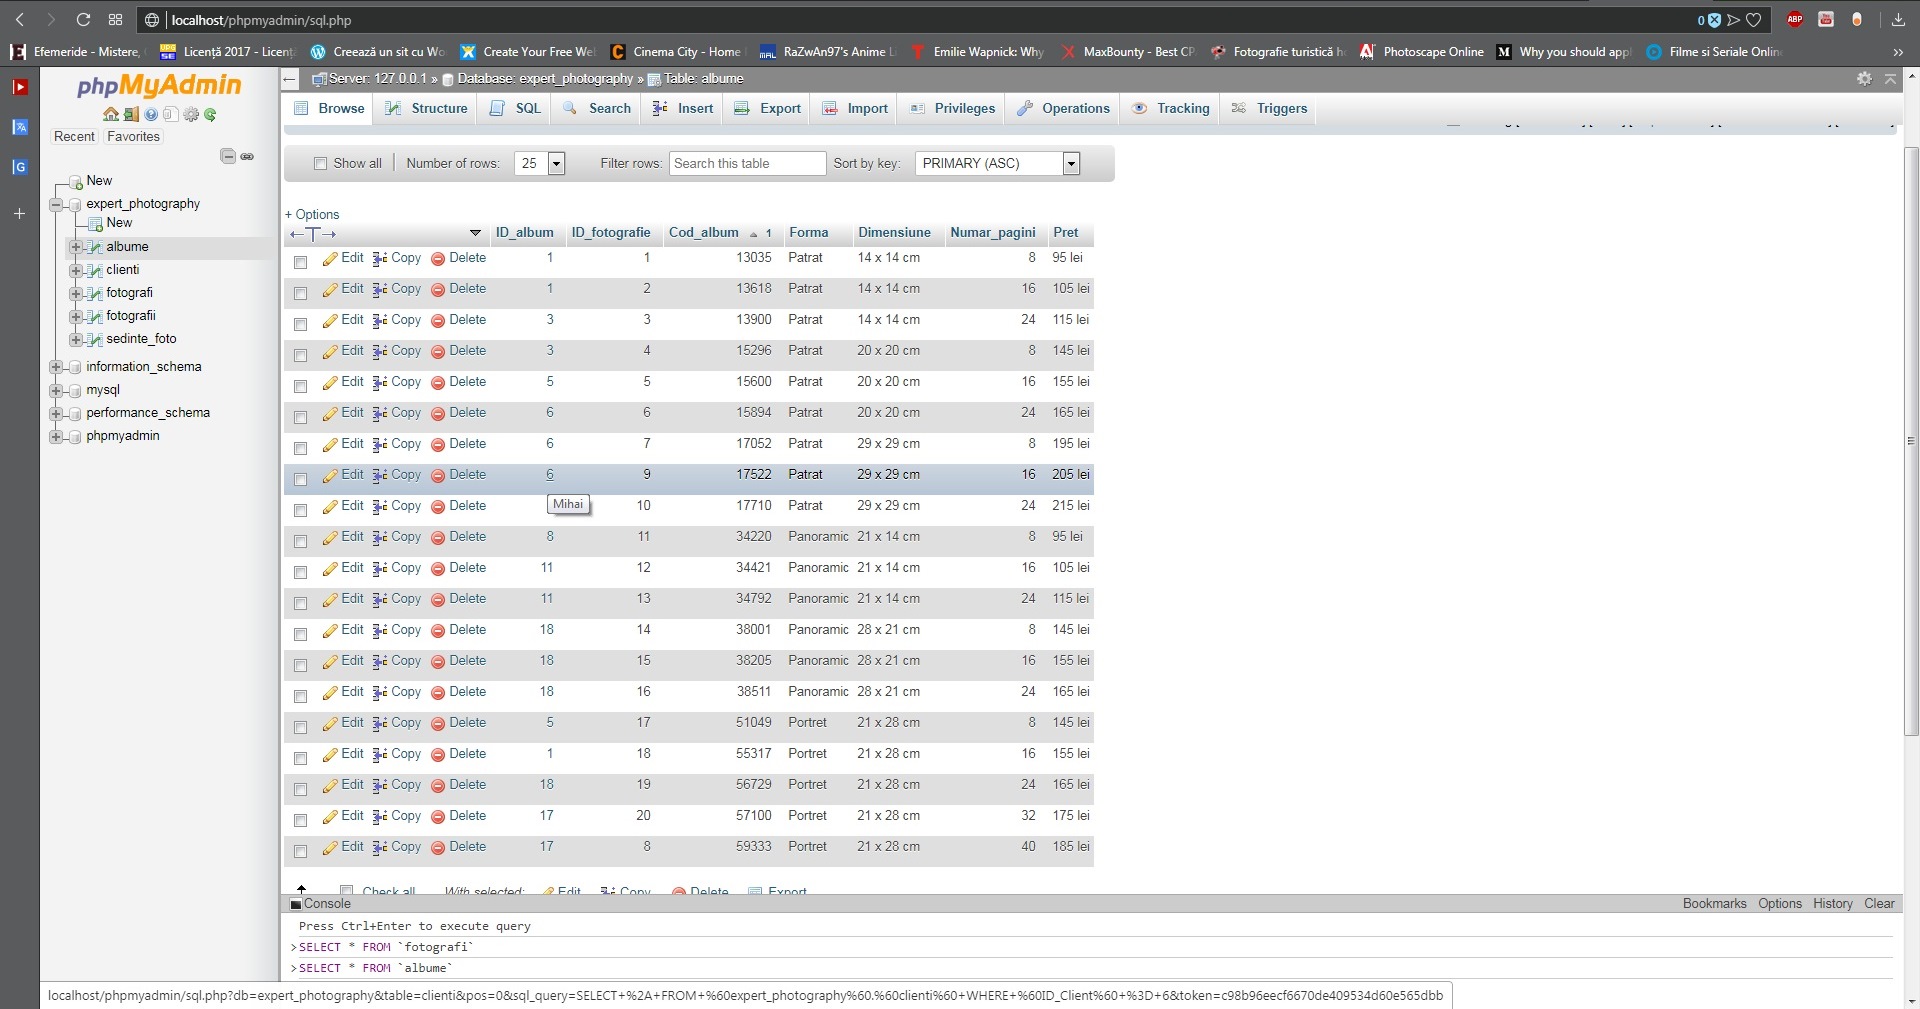 localhost/phpmyadmin/sql.php
0
ABP
Efemeride - Mistere,
Licență 2017 - Licenț
Creează un sit cu Wo
Create Your Free We
Cinema City - Home
RaZwAn97's Anime Li
Emilie Wapnick: Why
MaxBounty - Best CP
Fotografie turistică h
Photoscape Online
Why you should app
Filme si Seriale Online
»
phpMyAdmin
Recent Favorites
New
expert_photography
New
albume
clienti
fotografi
fotografii
sedinte_foto
information_schema
mysql
performance_schema
phpmyadmin
Server: 127.0.0.1 » Database: expert_photography » Table: albume
Browse Structure SQL Search Insert Export Import Privileges Operations Tracking Triggers
Show all Number of rows: 25 Filter rows: Search this table Sort by key: PRIMARY (ASC)
+ Options
ID_album ID_fotografie Cod_album 1 Forma Dimensiune Numar_pagini Pret
Edit Copy Delete 1 1 13035 Patrat 14 x 14 cm 8 95 lei
Edit Copy Delete 1 2 13618 Patrat 14 x 14 cm 16 105 lei
Edit Copy Delete 3 3 13900 Patrat 14 x 14 cm 24 115 lei
Edit Copy Delete 3 4 15296 Patrat 20 x 20 cm 8 145 lei
Edit Copy Delete 5 5 15600 Patrat 20 x 20 cm 16 155 lei
Edit Copy Delete 6 6 15894 Patrat 20 x 20 cm 24 165 lei
Edit Copy Delete 6 7 17052 Patrat 29 x 29 cm 8 195 lei
Edit Copy Delete 6 9 17522 Patrat 29 x 29 cm 16 205 lei
Edit Copy Delete Mihai 10 17710 Patrat 29 x 29 cm 24 215 lei
Edit Copy Delete 8 11 34220 Panoramic 21 x 14 cm 8 95 lei
Edit Copy Delete 11 12 34421 Panoramic 21 x 14 cm 16 105 lei
Edit Copy Delete 11 13 34792 Panoramic 21 x 14 cm 24 115 lei
Edit Copy Delete 18 14 38001 Panoramic 28 x 21 cm 8 145 lei
Edit Copy Delete 18 15 38205 Panoramic 28 x 21 cm 16 155 lei
Edit Copy Delete 18 16 38511 Panoramic 28 x 21 cm 24 165 lei
Edit Copy Delete 5 17 51049 Portret 21 x 28 cm 8 145 lei
Edit Copy Delete 1 18 55317 Portret 21 x 28 cm 16 155 lei
Edit Copy Delete 18 19 56729 Portret 21 x 28 cm 24 165 lei
Edit Copy Delete 17 20 57100 Portret 21 x 28 cm 32 175 lei
Edit Copy Delete 17 8 59333 Portret 21 x 28 cm 40 185 lei
Check all With selected: Edit Copy Delete Export
Console Bookmarks Options History Clear
Press Ctrl+Enter to execute query
>SELECT * FROM `fotografi`
>SELECT * FROM `albume`
localhost/phpmyadmin/sql.php?db=expert_photography&table=clienti&pos=0&sql_query=SELECT+%2A+FROM+%60expert_photography%60.%60clienti%60+WHERE+%60ID_Client%60+%3D+6&token=c98b96eecf6670de409534d60e565dbb